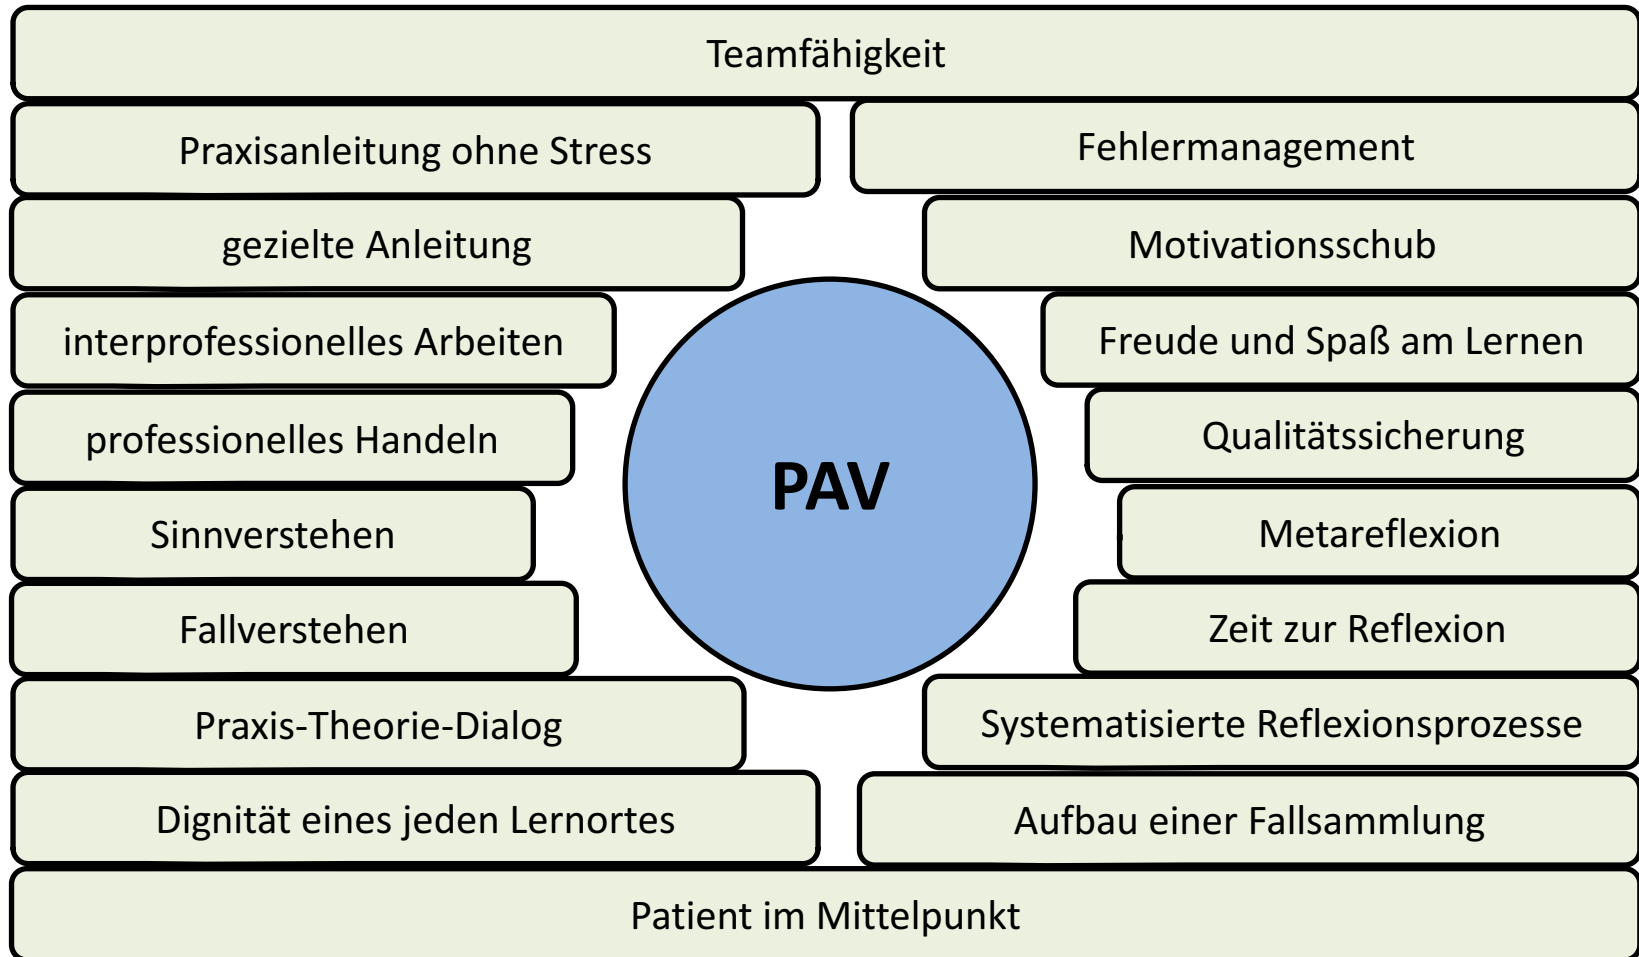 Teamfähigkeit
Praxisanleitung ohne Stress
Fehlermanagement
gezielte Anleitung
Motivationsschub
interprofessionelles Arbeiten
Freude und Spaß am Lernen
professionelles Handeln
Qualitätssicherung
PAV
Sinnverstehen
Metareflexion
Fallverstehen
Zeit zur Reflexion
Praxis-Theorie-Dialog
Systematisierte Reflexionsprozesse
Dignität eines jeden Lernortes
Aufbau einer Fallsammlung
Patient im Mittelpunkt